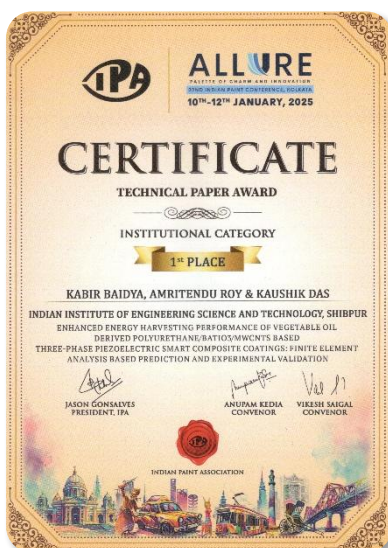 IPA
ALLURE
PALETTE OF CHARM AND INNOVATION
32ND INDIAN PAINT CONFERENCE, KOLKATA
10TH-12TH JANUARY, 2025
CERTIFICATE
TECHNICAL PAPER AWARD
INSTITUTIONAL CATEGORY
1st PLACE
KABIR BAIDYA, AMRITENDU ROY & KAUSHIK DAS
INDIAN INSTITUTE OF ENGINEERING SCIENCE AND TECHNOLOGY, SHIBPUR
ENHANCED ENERGY HARVESTING PERFORMANCE OF VEGETABLE OIL
DERIVED POLYURETHANE/BATIO3/MWCNTS BASED
THREE-PHASE PIEZOELECTRIC SMART COMPOSITE COATINGS: FINITE ELEMENT
ANALYSIS BASED PREDICTION AND EXPERIMENTAL VALIDATION
JASON GONSALVES
PRESIDENT, IPA
ANUPAM KEDIA
CONVENOR
VIKESH SAIGAL
CONVENOR
IPA
INDIAN PAINT ASSOCIATION